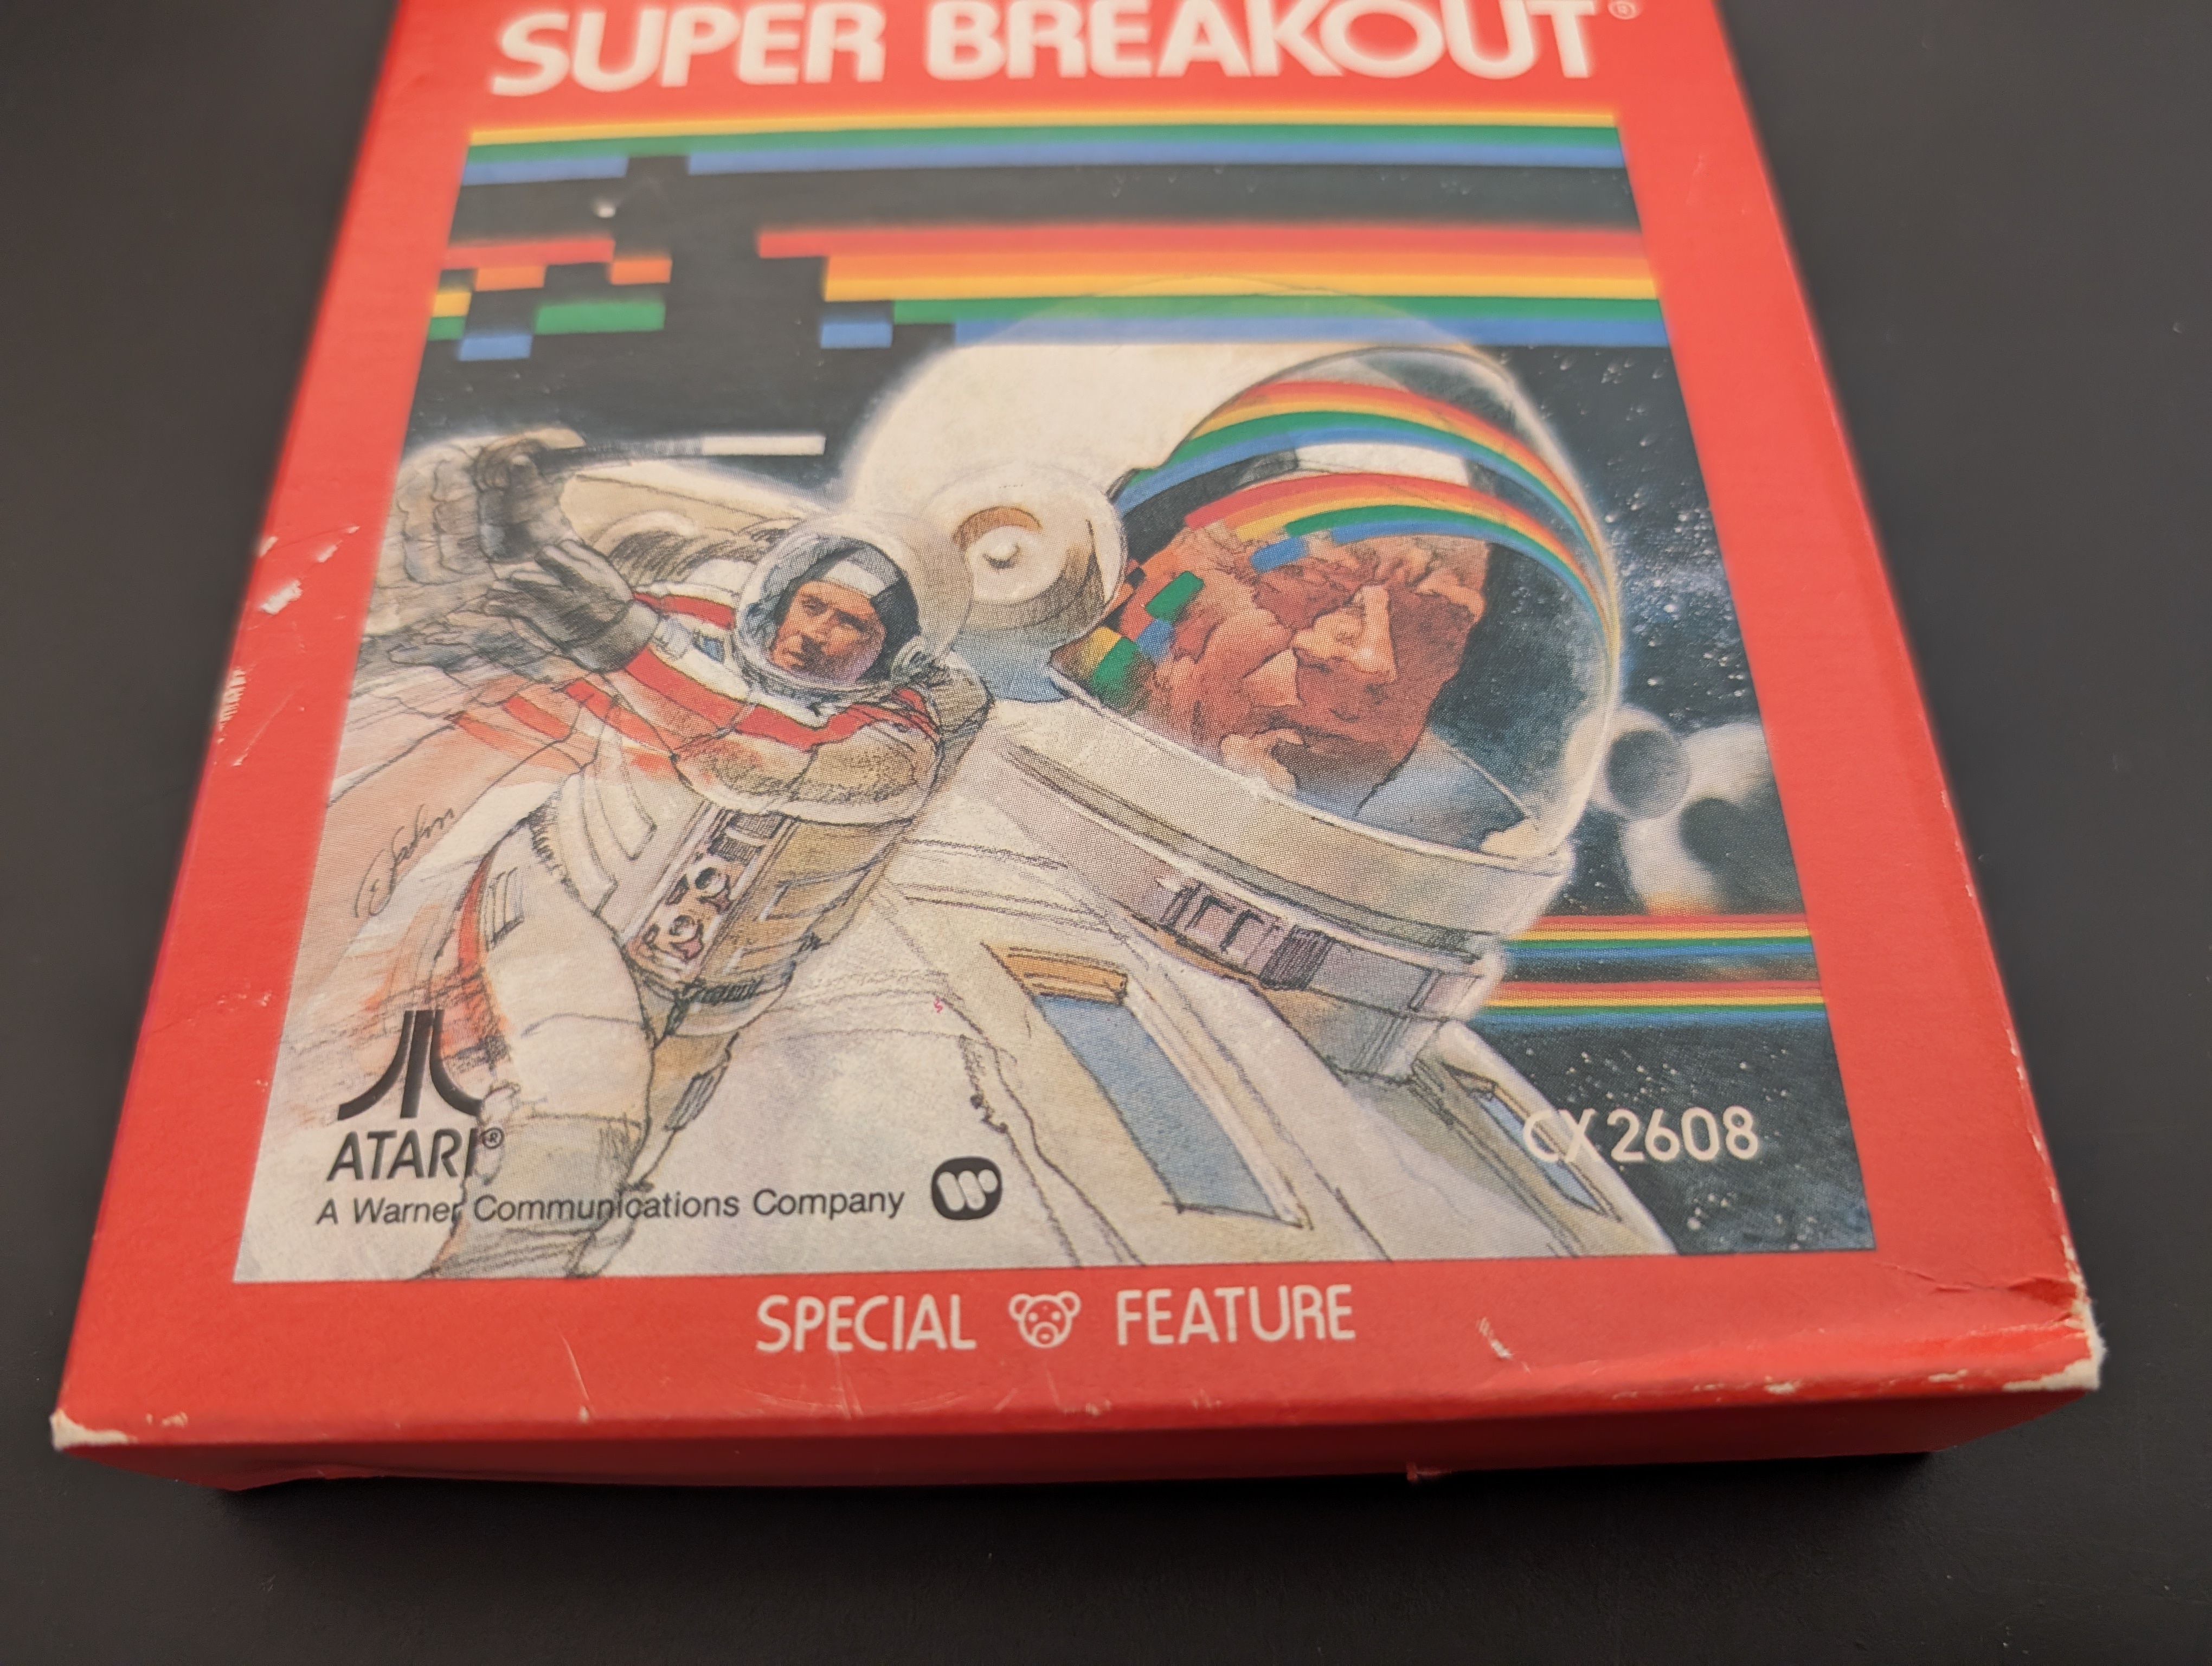 SUPER BREAKOUT®
ATARI®
A Warner Communications Company
CX2608
SPECIAL FEATURE